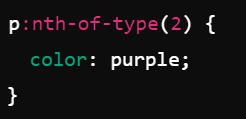 p:nth-of-type(2) {
  color: purple;
}